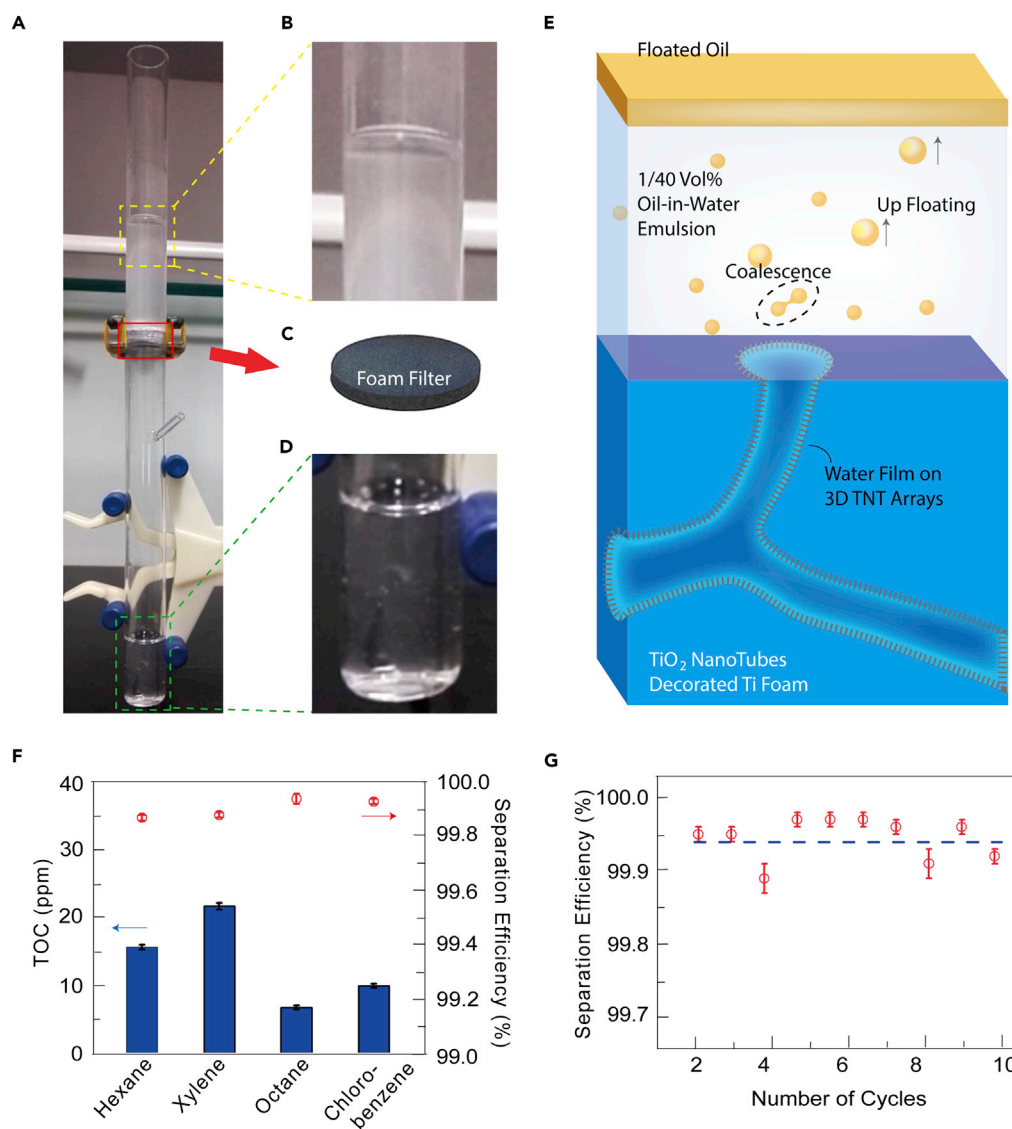 A
B
E
Floated Oil
1/40 Vol%
Oil-in-Water
Emulsion
Up Floating
Coalescence
C
Foam Filter
D
Water Film on
3D TNT Arrays
TiO₂ NanoTubes
Decorated Ti Foam
F
40
30
20
10
0
TOC (ppm)
100.0
99.8
99.6
99.4
99.2
99.0
Separation Efficiency (%)
Hexane
Xylene
Octane
Chloro-
benzene
G
100.0
99.9
99.8
99.7
Separation Efficiency (%)
2
4
6
8
10
Number of Cycles